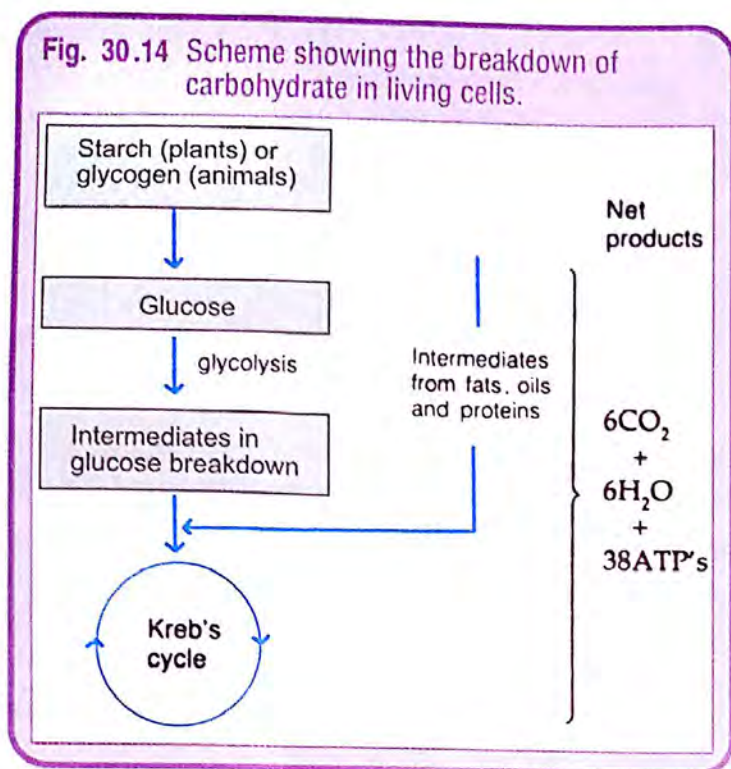 Fig. 30.14 Scheme showing the breakdown of
carbohydrate in living cells.
Starch (plants) or
glycogen (animals)
Glucose
glycolysis
Intermediates in
glucose breakdown
Kreb's
cycle
Intermediates
from fats, oils
and proteins
Net
products
6CO₂
+
6H₂O
+
38ATP's